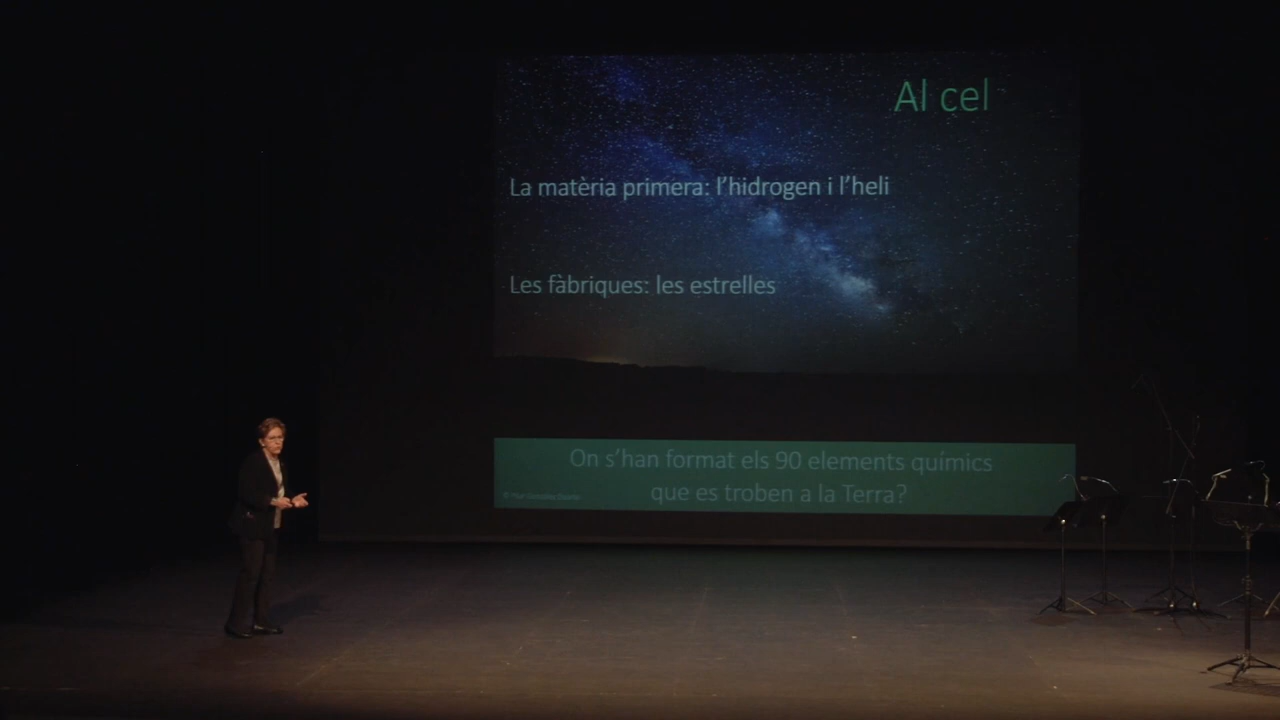 Al cel
La matèria primera: l'hidrogen i l'heli
Les fàbriques: les estrelles
On s'han format els 90 elements químics
que es troben a la Terra?